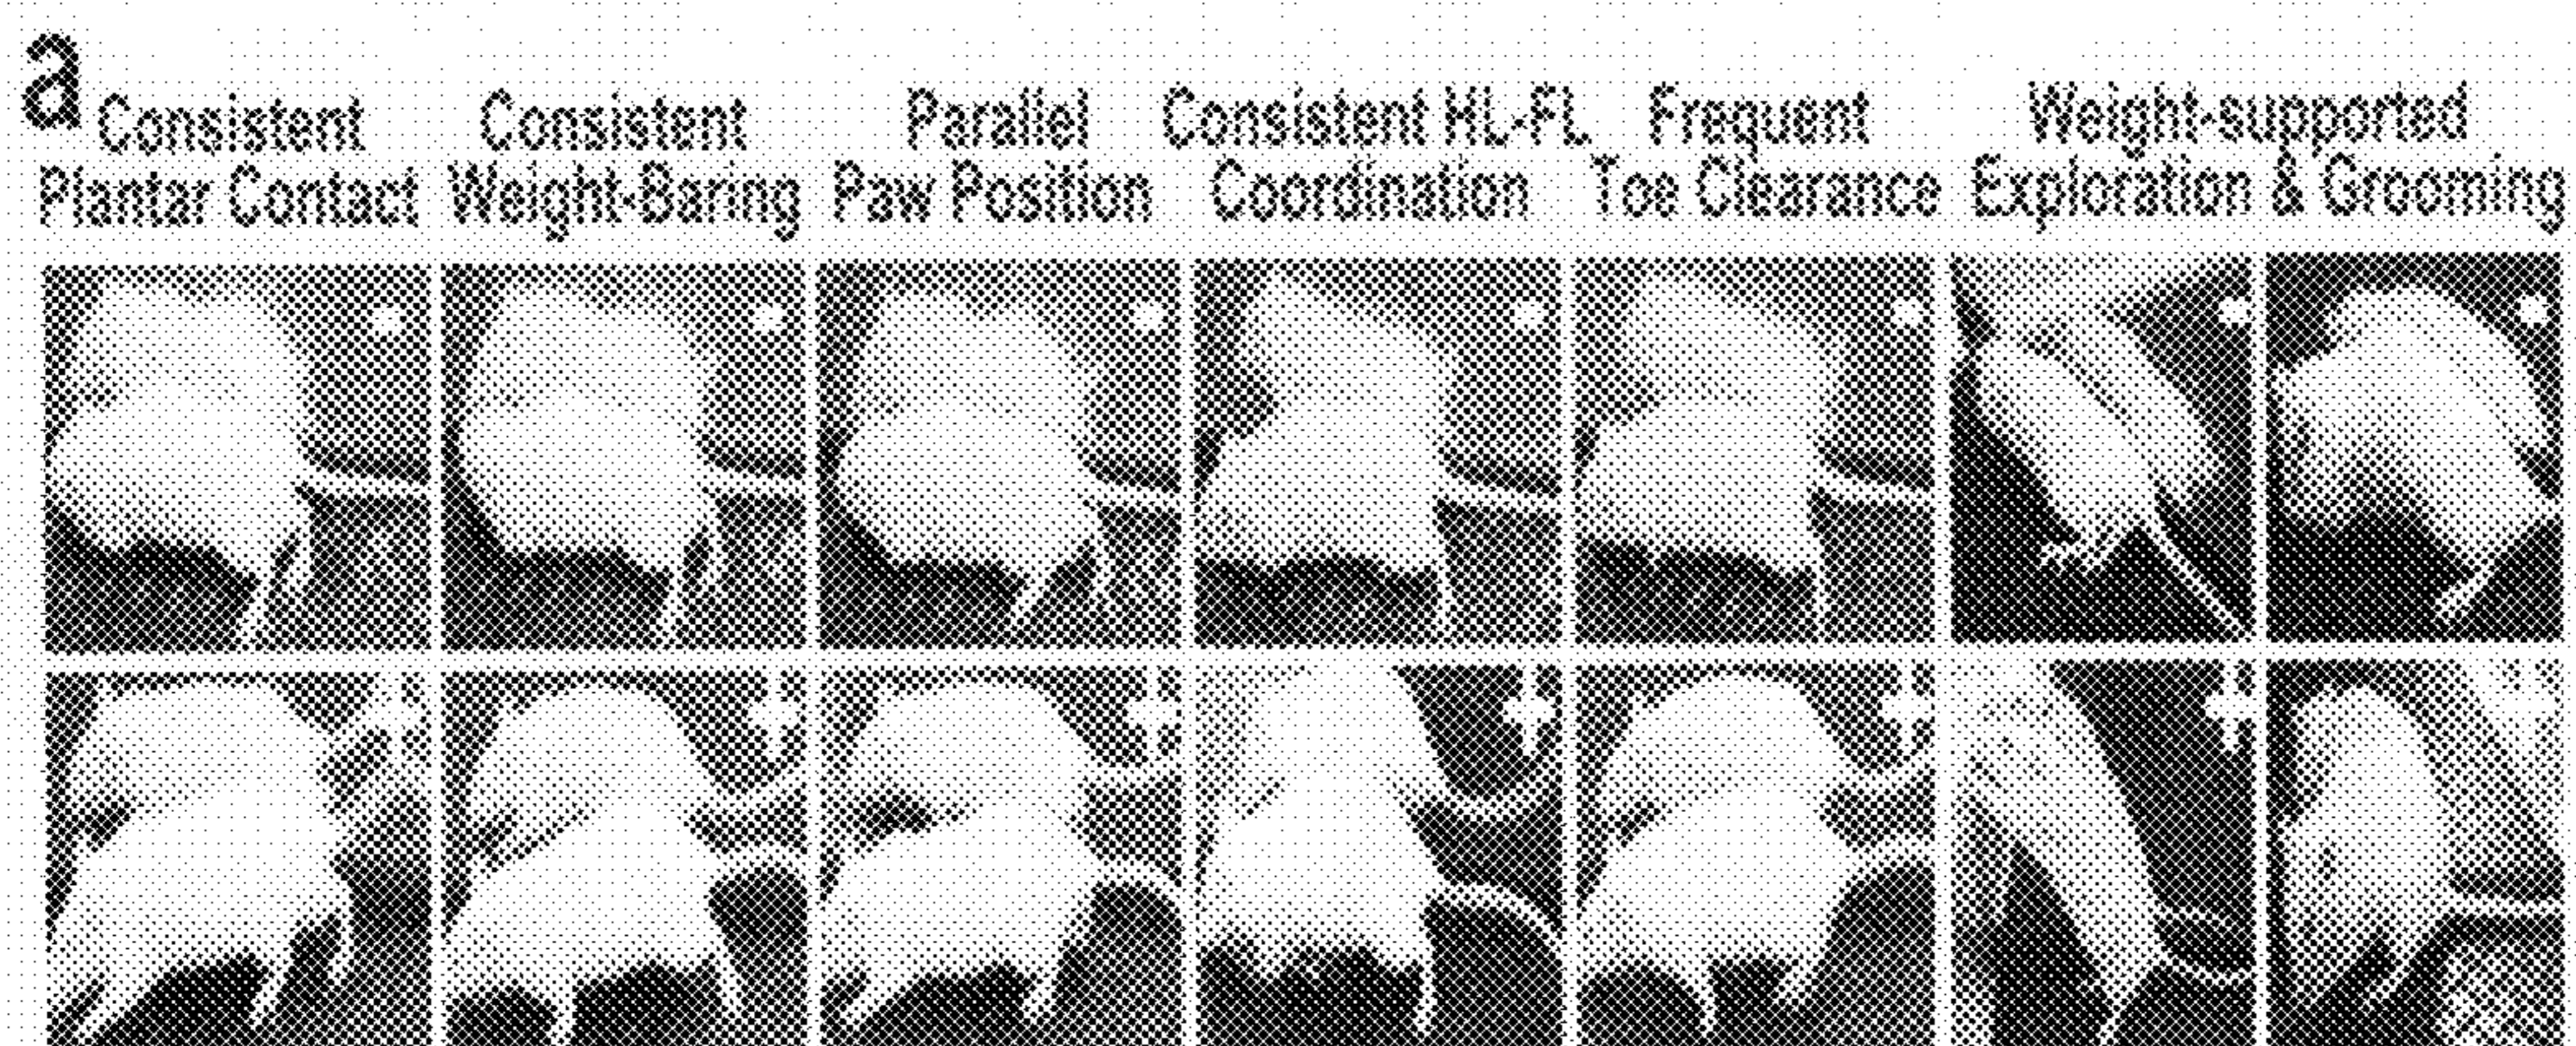 a
Consistent
Plantar Contact
Consistent
Weight-Baring
Parallel
Paw Position
Consistent HL-FL
Coordination
Frequent
Toe Clearance
Weight-supported
Exploration & Grooming
- - - - - - -
+ + + + + + +